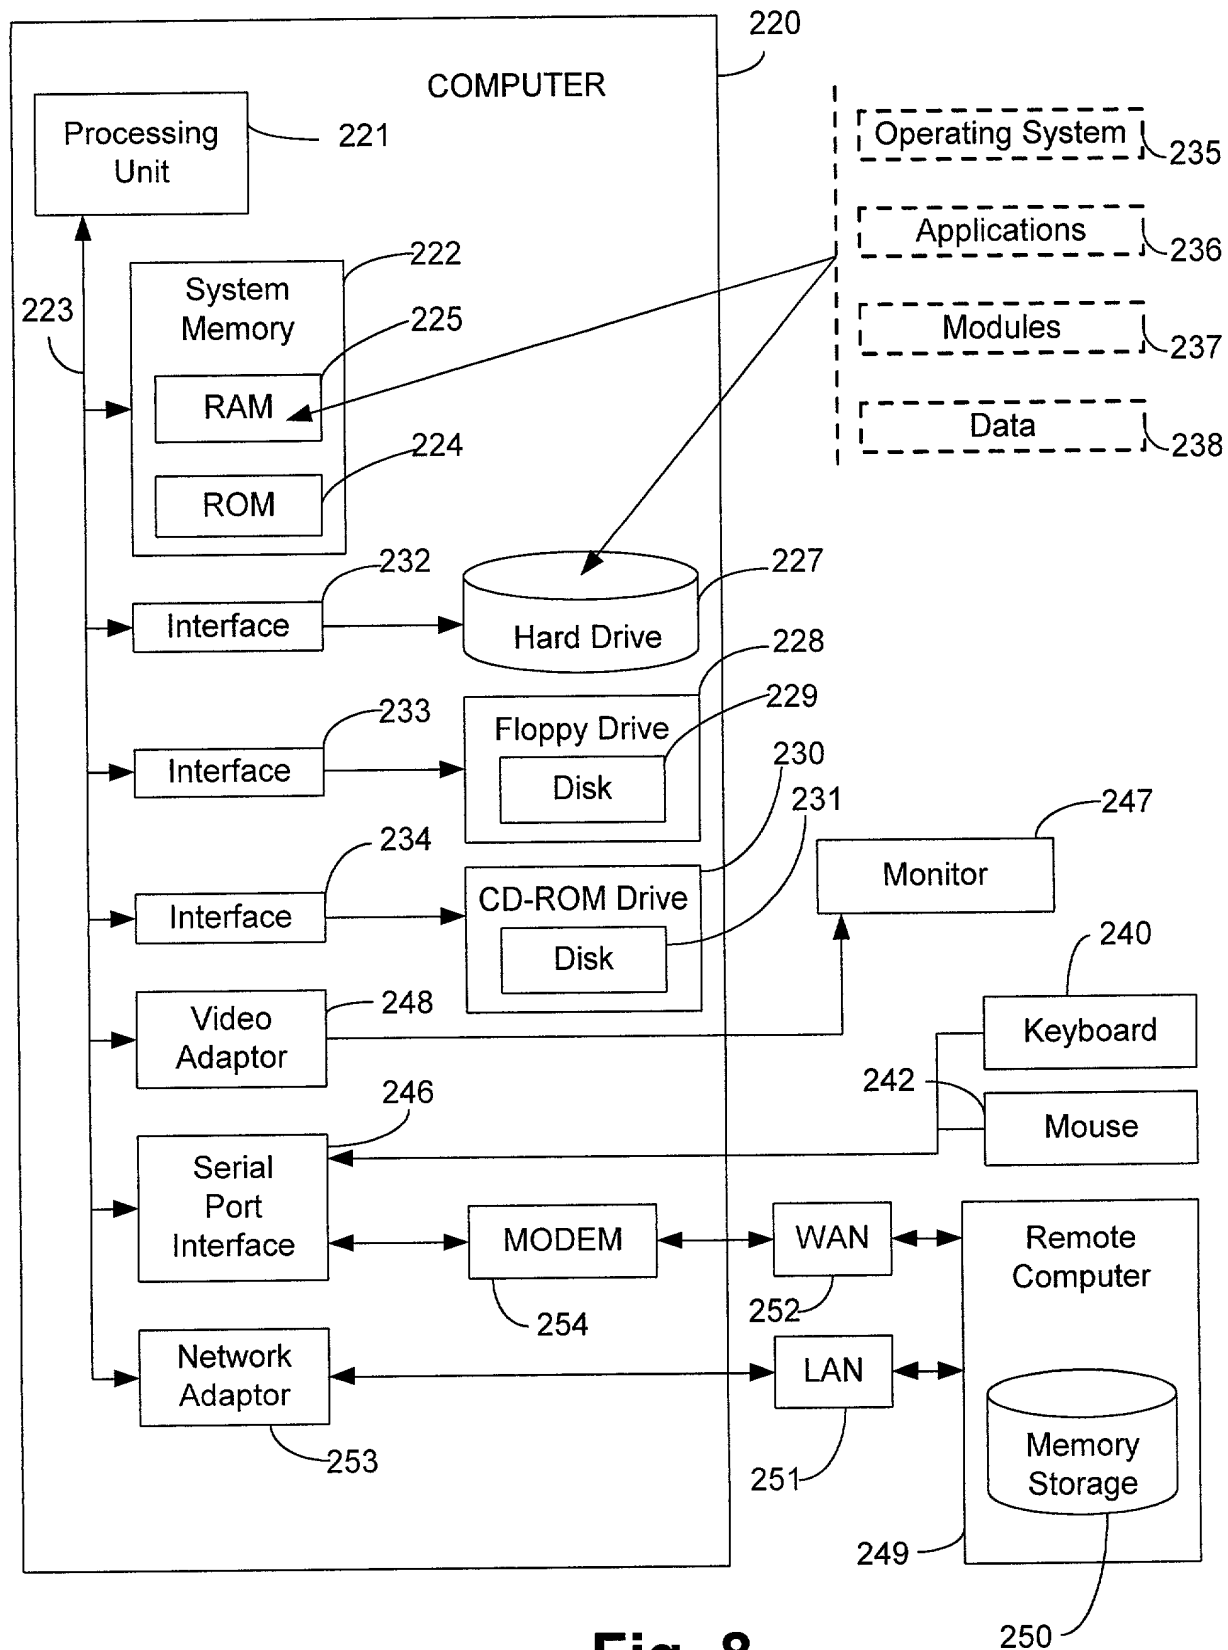 220
COMPUTER
Processing
Unit
221
Operating System
235
Applications
236
Modules
237
Data
238
223
222
System
Memory
225
RAM
224
ROM
232
Interface
227
Hard Drive
228
233
Interface
229
Floppy Drive
Disk
230
231
234
Interface
CD-ROM Drive
Disk
247
Monitor
248
Video
Adaptor
240
Keyboard
242
Mouse
246
Serial
Port
Interface
MODEM
254
WAN
252
Remote
Computer
Network
Adaptor
253
LAN
251
Memory
Storage
249
250
Fig. 8